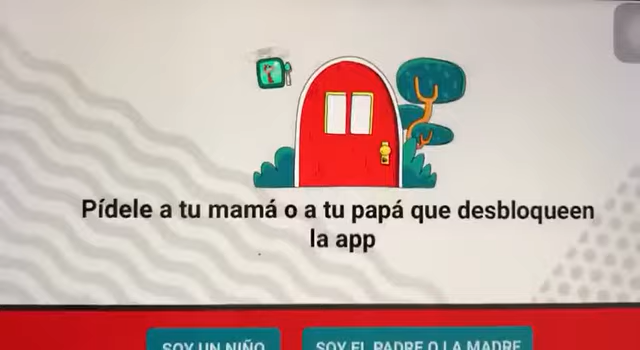 Pídele a tu mamá o a tu papá que desbloqueen
la app
SOY UN NIÑO
SOY EL PADRE O LA MADRE